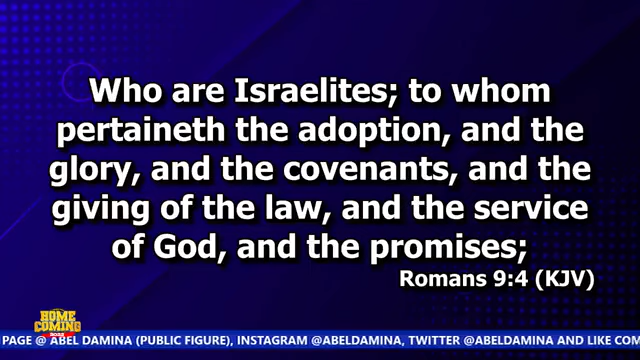 Who are Israelites; to whom
pertaineth the adoption, and the
glory, and the covenants, and the
giving of the law, and the service
of God, and the promises;
Romans 9:4 (KJV)
HOME
COMING
PAGE @ ABEL DAMINA (PUBLIC FIGURE), INSTAGRAM @ABELDAMINA, TWITTER @ABELDAMINA AND LIKE COM